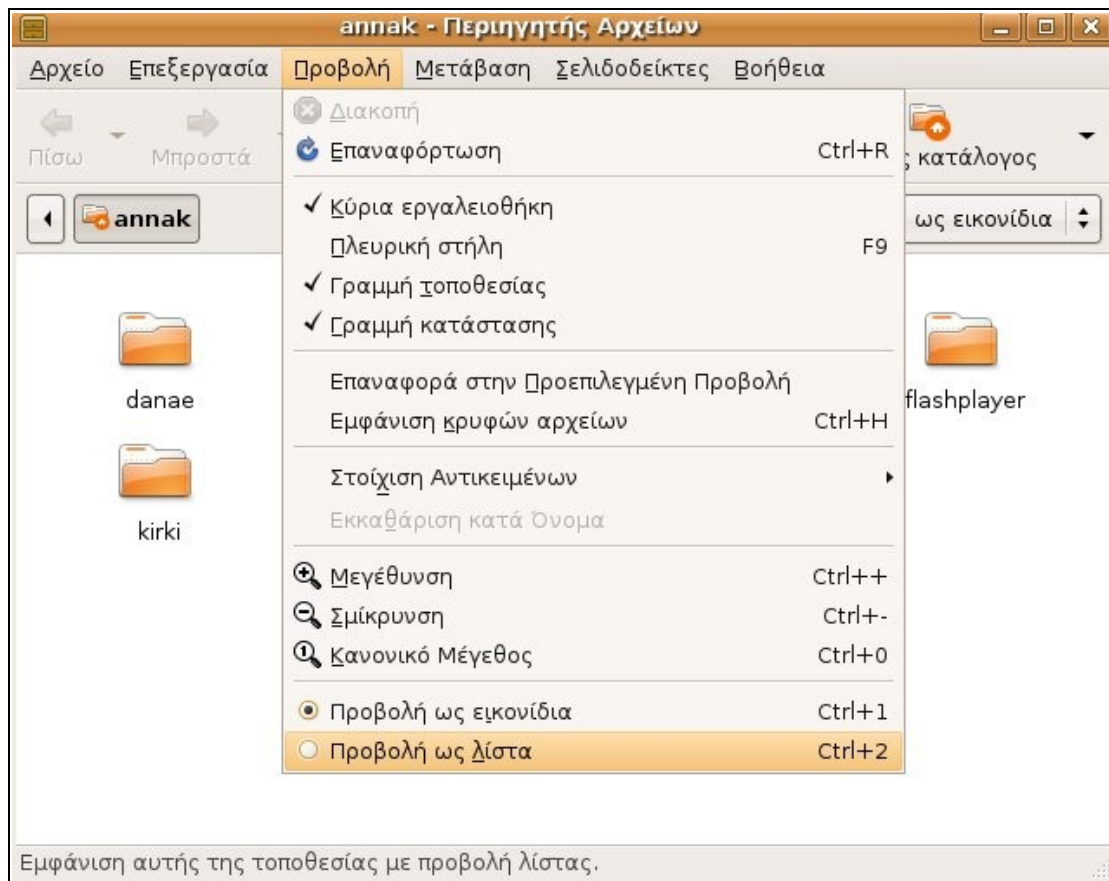 annak - Περιηγητής Αρχείων
Αρχείο Επεξεργασία Προβολή Μετάβαση Σελιδοδείκτες Βοήθεια
Πίσω Μπροστά κατάλογος
annak ως εικονίδια
Διακοπή
Επαναφόρτωση Ctrl+R
Κύρια εργαλειοθήκη
Πλευρική στήλη F9
Γραμμή τοποθεσίας
Γραμμή κατάστασης
Επαναφορά στην Προεπιλεγμένη Προβολή
Εμφάνιση κρυφών αρχείων Ctrl+H
Στοίχιση Αντικειμένων
Εκκαθάριση κατά Όνομα
Μεγέθυνση Ctrl++
Σμίκρυνση Ctrl+-
Κανονικό Μέγεθος Ctrl+0
Προβολή ως εικονίδια Ctrl+1
Προβολή ως λίστα Ctrl+2
danae
flashplayer
kirki
Εμφάνιση αυτής της τοποθεσίας με προβολή λίστας.